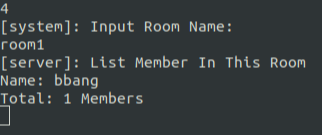 4
[system]: Input Room Name:
room1
[server]: List Member In This Room
Name: bbang
Total: 1 Members